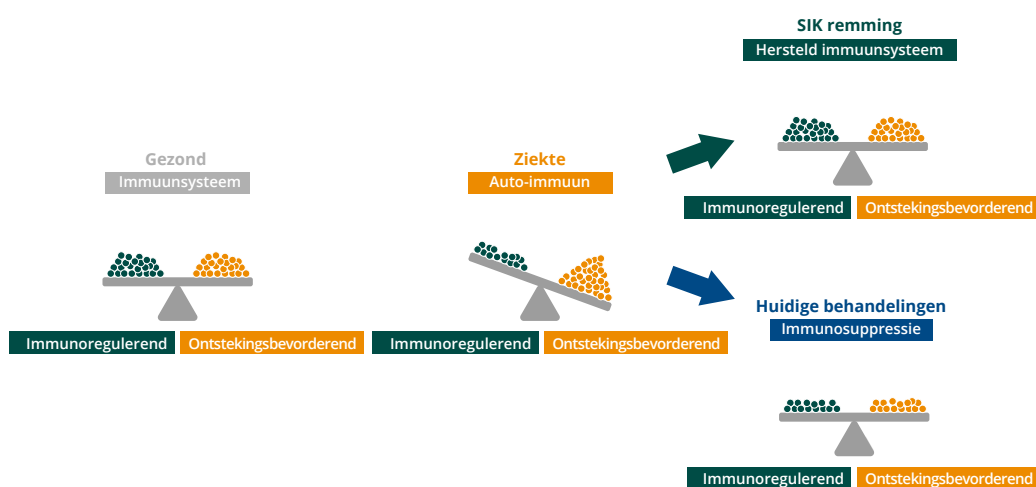 SIK remming
Hersteld immuunsysteem
Gezond
Immuunsysteem
Ziekte
Auto-immuun
Immunoregulerend
Ontstekingsbevorderend
Huidige behandelingen
Immunosuppressie
Immunoregulerend
Ontstekingsbevorderend
Immunoregulerend
Ontstekingsbevorderend
Immunoregulerend
Ontstekingsbevorderend